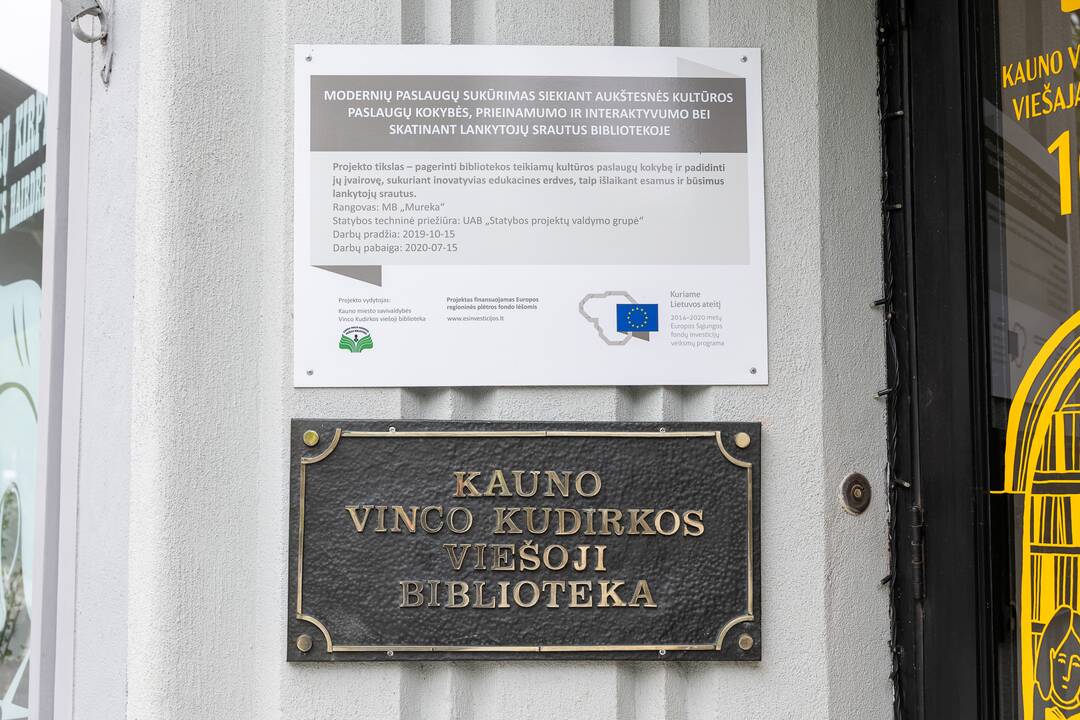 MODERNIŲ PASLAUGŲ SUKŪRIMAS SIEKIANT AUKŠTESNĖS KULTŪROS
PASLAUGŲ KOKYBĖS, PRIEINAMUMO IR INTERAKTYVUMO BEI
SKATINANT LANKYTOJŲ SRAUTUS BIBLIOTEKOJE
Projekto tikslas – pagerinti bibliotekos teikiamų kultūros paslaugų kokybę ir padidinti
jų įvairovę, sukuriant inovatyvias edukacines erdves, taip išlaikant esamus ir būsimus
lankytojų srautus.
Rangovas: MB „Mureka“
Statybos techninė priežiūra: UAB „Statybos projektų valdymo grupė“
Darbų pradžia: 2019-10-15
Darbų pabaiga: 2020-07-15
Projekto vydytojas:
Kauno miesto savivaldybės
Vinco Kudirkos viešoji biblioteka
Projektas finansuojamas Europos
regioninės plėtros fondo lėšomis
www.esinvesticijos.lt
Kuriame
Lietuvos ateitį
2014–2020 metų
Europos Sąjungos
fondų investicijų
veiksmų programa
KAUNO
VINCO KUDIRKOS
VIEŠOJI
BIBLIOTEKA
KAUNO V
VIEŠAJA
1